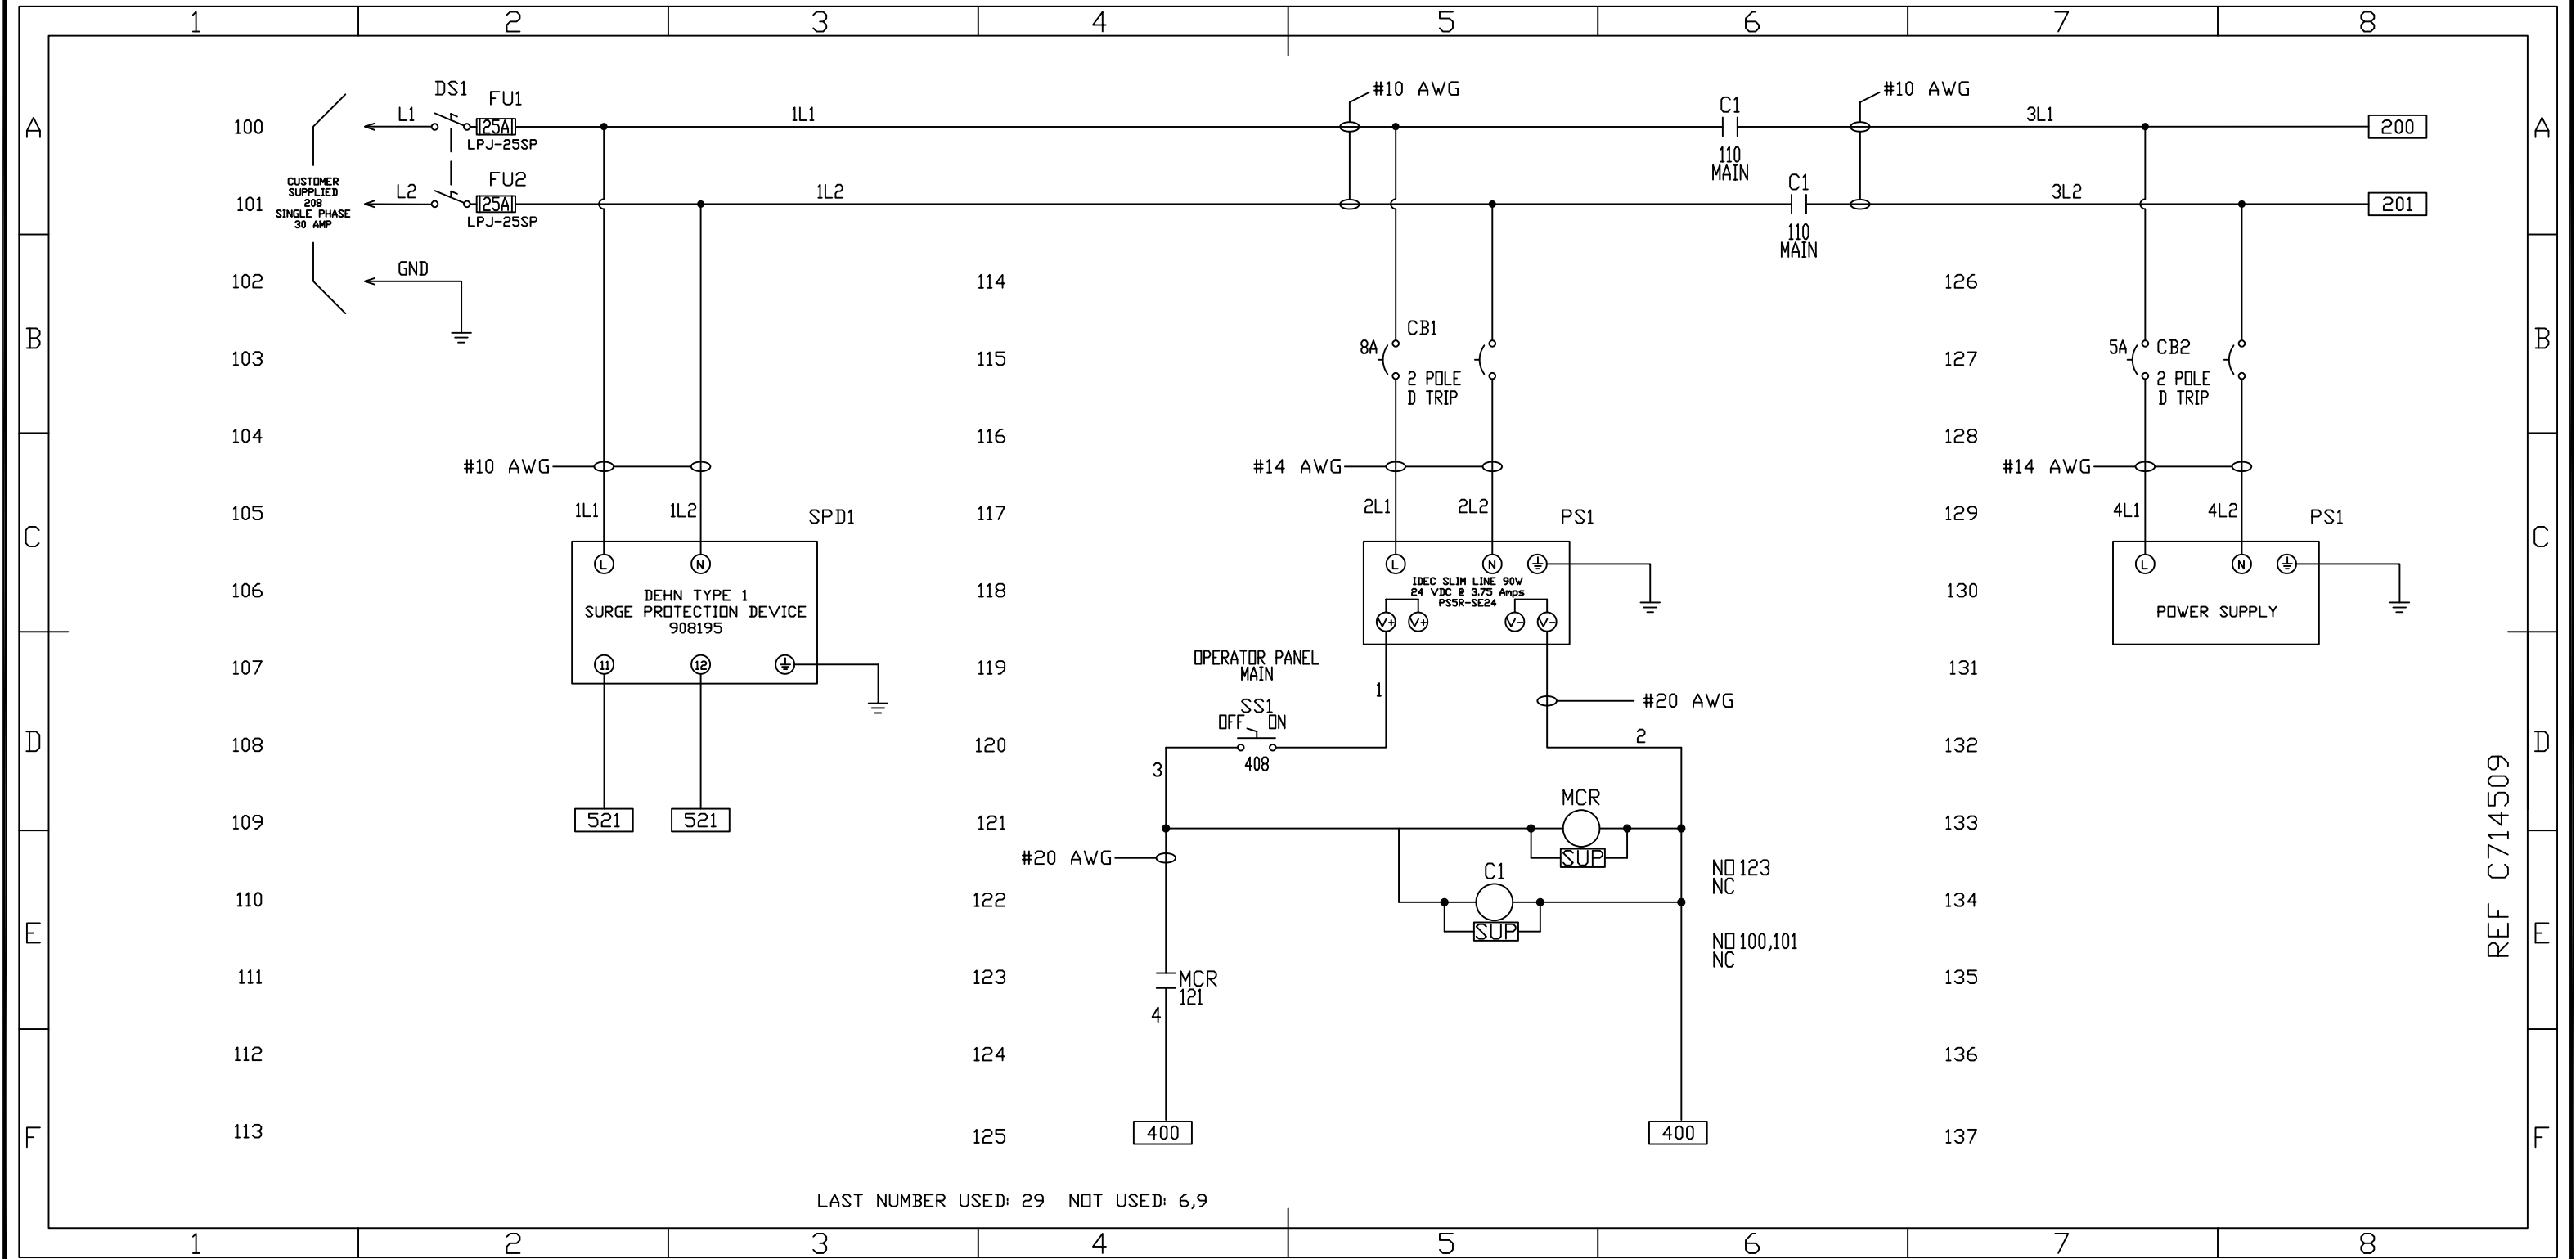 1 2 3 4 5 6 7 8
A
B
C
D
E
F
100
101
102
103
104
105
106
107
108
109
110
111
112
113
CUSTOMER
SUPPLIED
208
SINGLE PHASE
30 AMP
L1
L2
GND
DS1
FU1
25A
LPJ-25SP
FU2
25A
LPJ-25SP
1L1
1L2
#10 AWG
1L1
1L2
SPD1
L
N
DEHN TYPE 1
SURGE PROTECTION DEVICE
908195
11
12
521
521
114
115
116
117
118
119
120
121
122
123
124
125
#10 AWG
C1
110
MAIN
C1
110
MAIN
#10 AWG
3L1
3L2
200
201
CB1
8A
2 POLE
D TRIP
#14 AWG
2L1
2L2
PS1
L
N
IDEC SLIM LINE 90W
24 VDC @ 3.75 Amps
PS5R-SE24
V+
V+
V-
V-
OPERATOR PANEL
MAIN
SS1
OFF ON
408
1
#20 AWG
2
3
MCR
SUP
#20 AWG
NO 123
NC
C1
SUP
NO 100,101
NC
MCR
121
4
400
400
126
127
128
129
130
131
132
133
134
135
136
137
5A
CB2
2 POLE
D TRIP
#14 AWG
4L1
4L2
PS1
L
N
POWER SUPPLY
REF C714509
A
B
C
D
E
F
LAST NUMBER USED: 29 NOT USED: 6,9
1 2 3 4 5 6 7 8